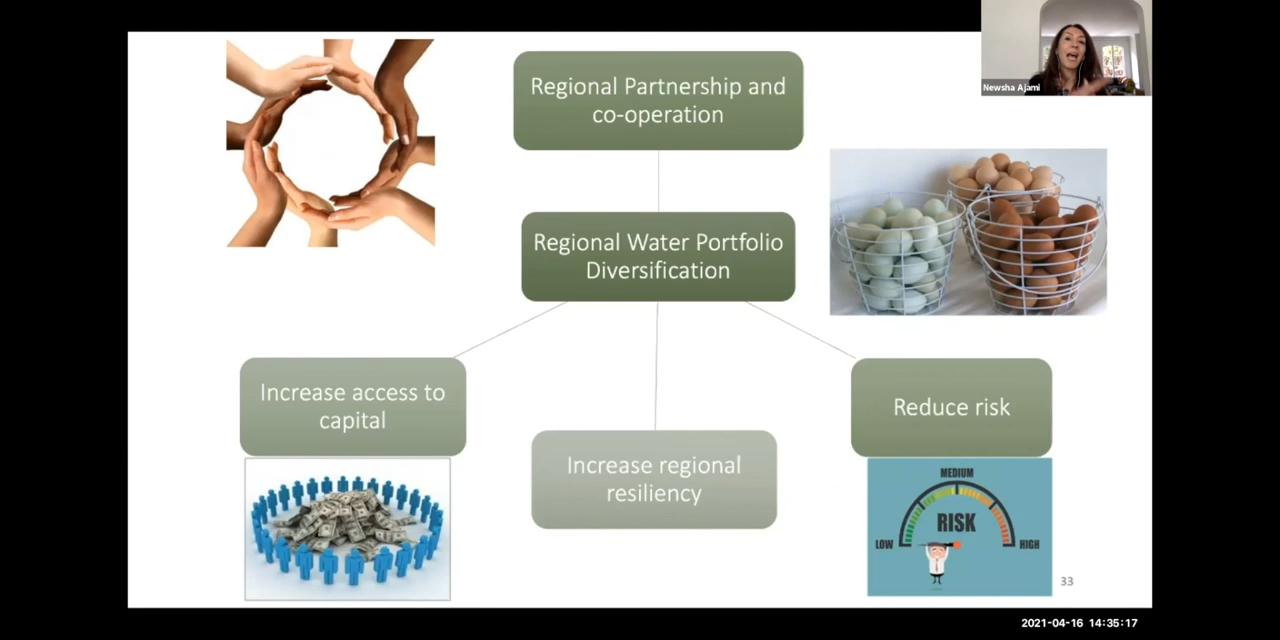 Newsha Ajami
Regional Partnership and
co-operation
Regional Water Portfolio
Diversification
Increase access to
capital
Increase regional
resiliency
Reduce risk
MEDIUM
RISK
LOW
HIGH
33
2021-04-16 14:35:17